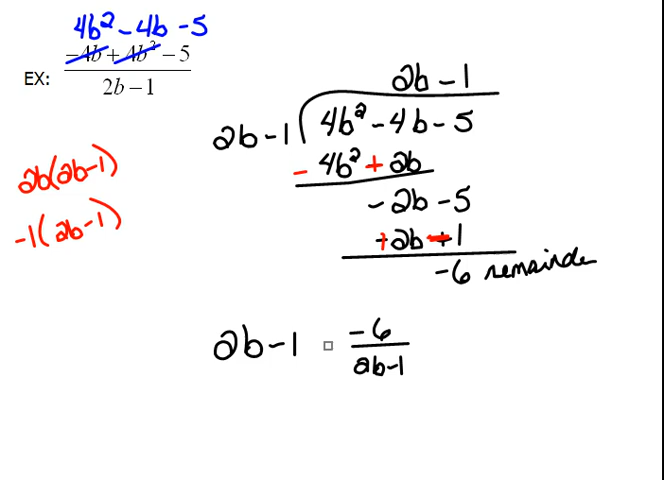 4b² - 4b - 5
EX: -4b + 4b² - 5
2b - 1
2b - 1
2b - 1 4b² - 4b - 5
- 4b² + 2b
2b(2b-1)
- 2b - 5
-1(2b-1)
+2b - 1
-6 remainder
2b - 1 -6
2b-1